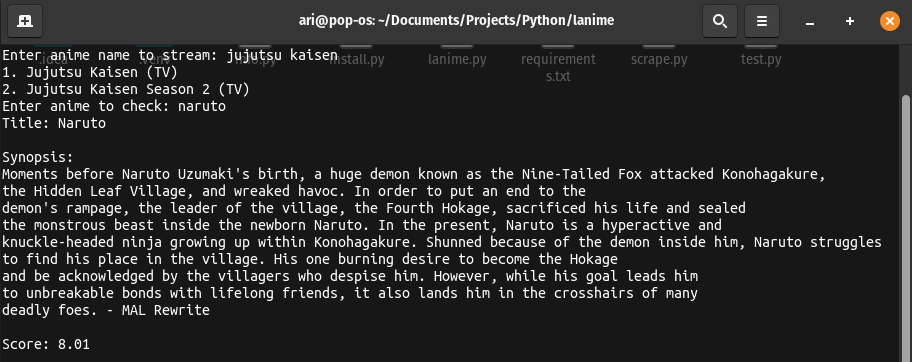 ari@pop-os: ~/Documents/Projects/Python/lanime
Enter anime name to stream: jujutsu kaisen
.idea .venv info.py install.py lanime.py requirement scrape.py test.py
s.txt
1. Jujutsu Kaisen (TV)
2. Jujutsu Kaisen Season 2 (TV)
Enter anime to check: naruto
Title: Naruto
Synopsis:
Moments before Naruto Uzumaki's birth, a huge demon known as the Nine-Tailed Fox attacked Konohagakure,
the Hidden Leaf Village, and wreaked havoc. In order to put an end to the
demon's rampage, the leader of the village, the Fourth Hokage, sacrificed his life and sealed
the monstrous beast inside the newborn Naruto. In the present, Naruto is a hyperactive and
knuckle-headed ninja growing up within Konohagakure. Shunned because of the demon inside him, Naruto struggles
to find his place in the village. His one burning desire to become the Hokage
and be acknowledged by the villagers who despise him. However, while his goal leads him
to unbreakable bonds with lifelong friends, it also lands him in the crosshairs of many
deadly foes. - MAL Rewrite
Score: 8.01